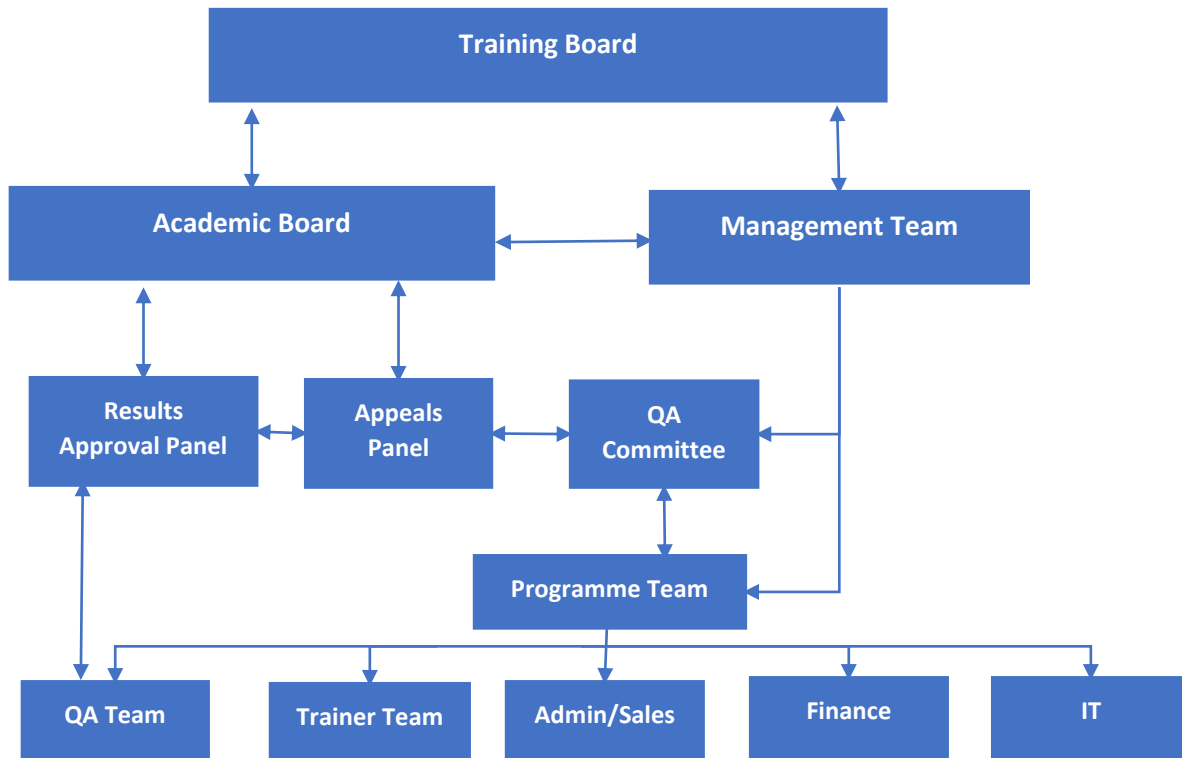 Training Board
Academic Board
Management Team
Results
Approval Panel
Appeals
Panel
QA
Committee
Programme Team
QA Team
Trainer Team
Admin/Sales
Finance
IT